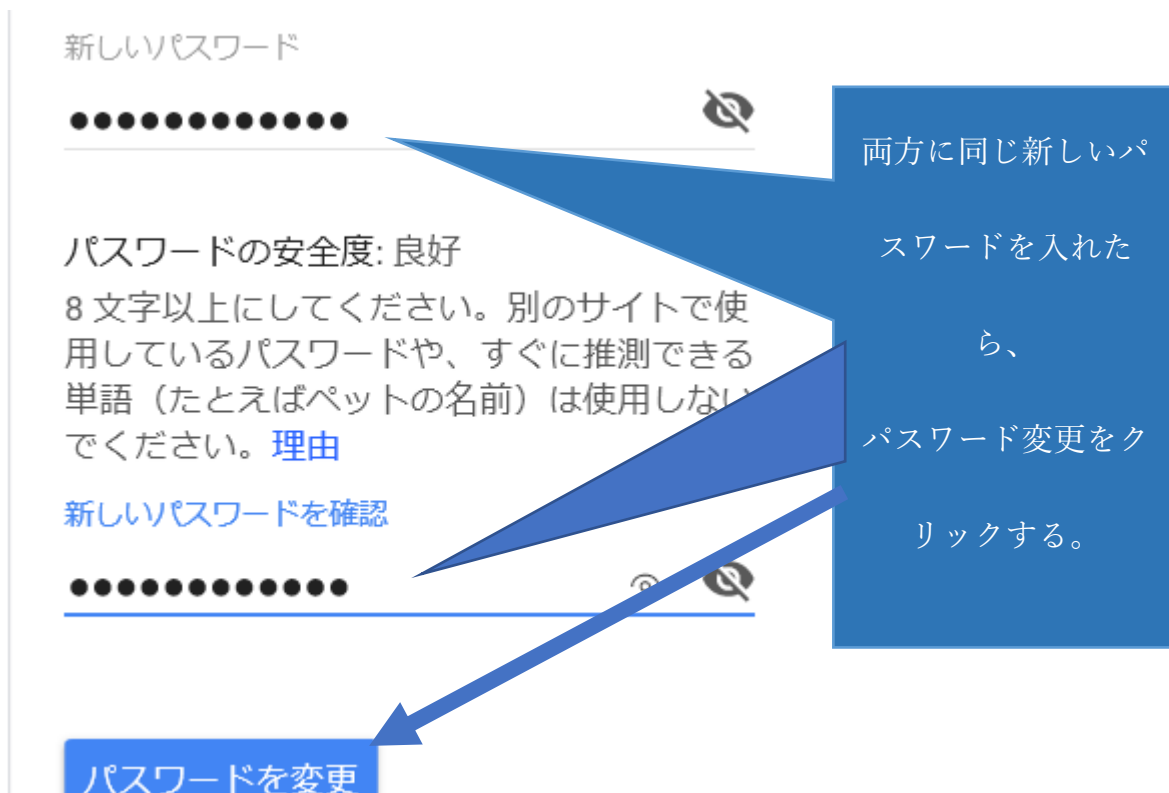 新しいパスワード
●●●●●●●●●●●●
パスワードの安全度: 良好
8 文字以上にしてください。別のサイトで使
用しているパスワードや、すぐに推測できる
単語（たとえばペットの名前）は使用しない
でください。理由
新しいパスワードを確認
●●●●●●●●●●●●
パスワードを変更
両方に同じ新しいパ
スワードを入れた
ら、
パスワード変更をク
リックする。